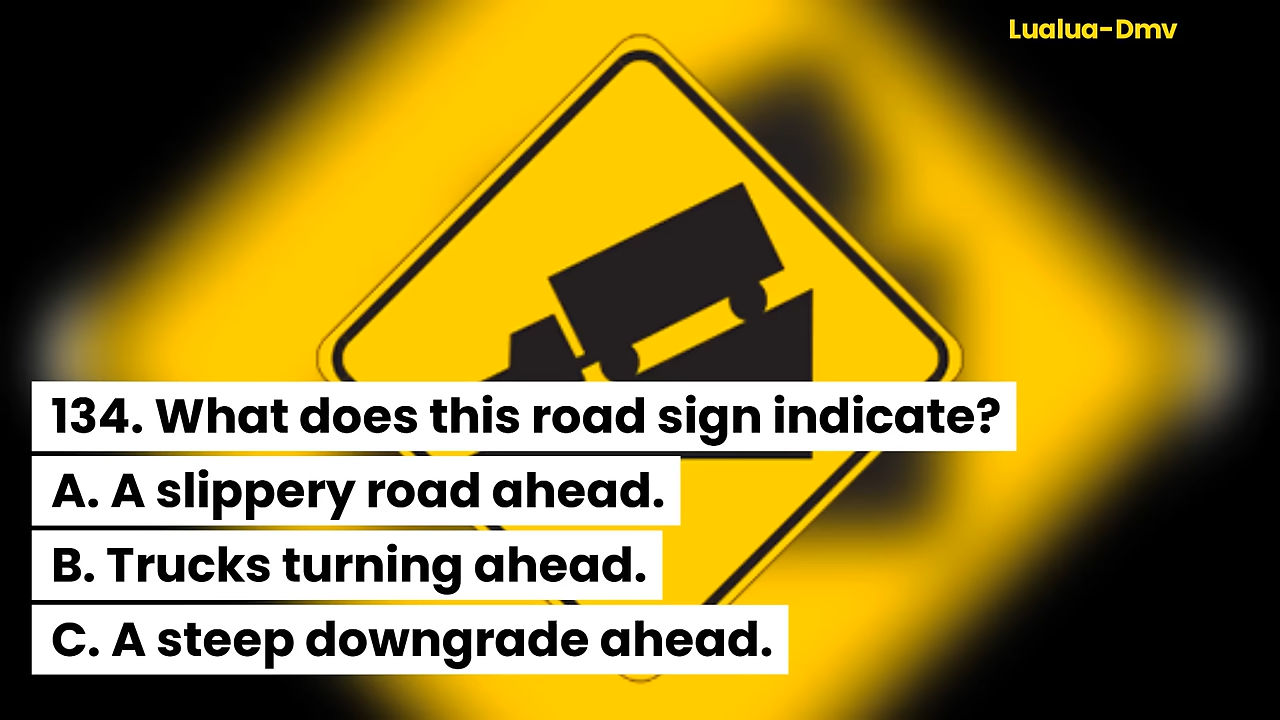 Lualua-Dmv
134. What does this road sign indicate?
A. A slippery road ahead.
B. Trucks turning ahead.
C. A steep downgrade ahead.